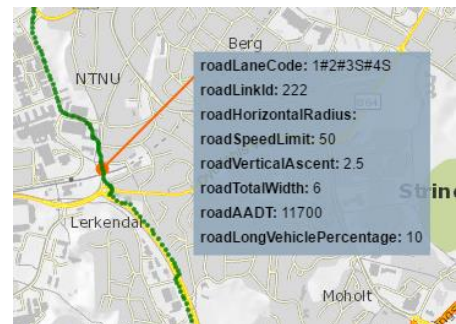 Berg
NTNU
roadLaneCode: 1#2#3S#4S
roadLinkId: 222
roadHorizontalRadius:
roadSpeedLimit: 50
roadVerticalAscent: 2.5
roadTotalWidth: 6
roadAADT: 11700
roadLongVehiclePercentage: 10
Strin
Lerkendal
Moholt